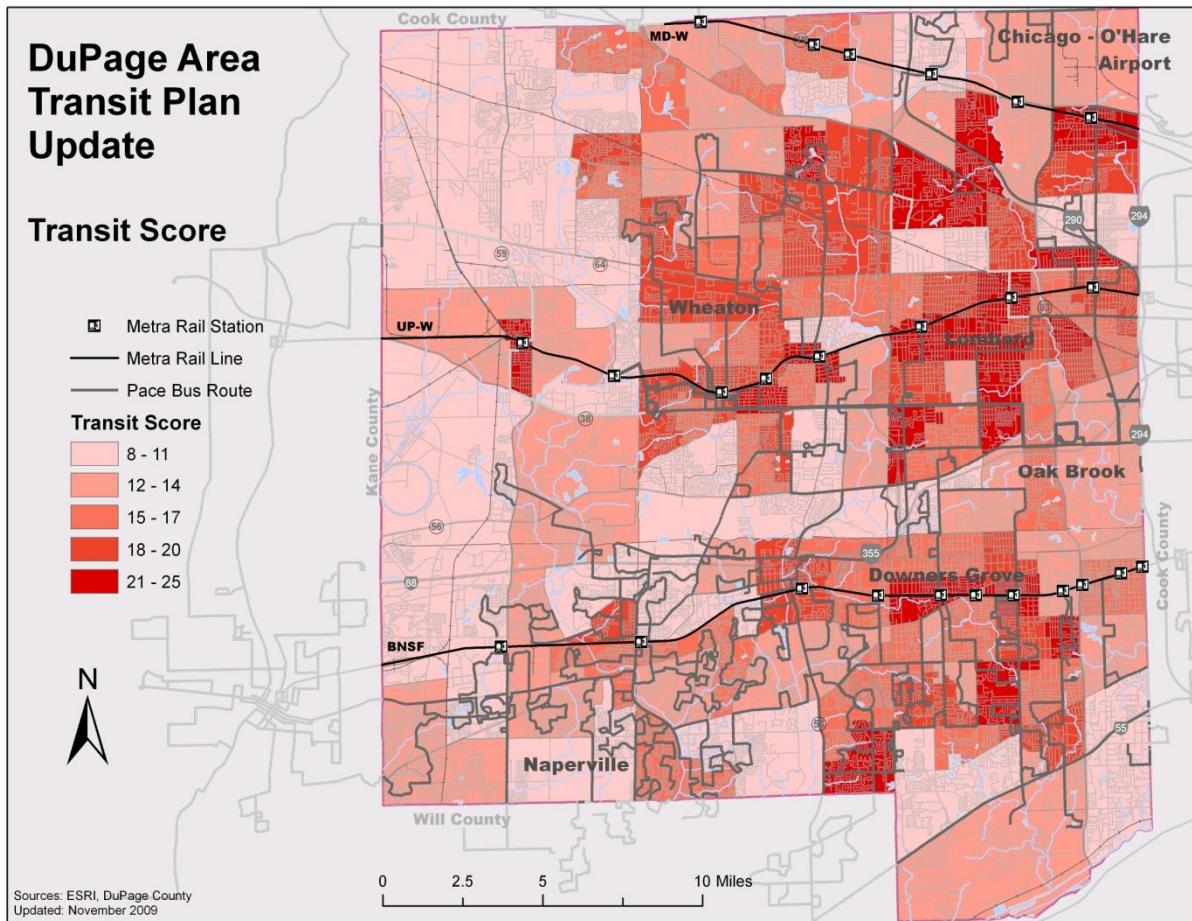 DuPage Area
Transit Plan
Update
Transit Score
Metra Rail Station
Metra Rail Line
Pace Bus Route
Transit Score
8 - 11
12 - 14
15 - 17
18 - 20
21 - 25
N
Sources: ESRI, DuPage County
Updated: November 2009
0 2.5 5 10 Miles
Cook County
MD-W
Chicago - O'Hare
Airport
290
294
59
64
Wheaton
UP-W
83
Lombard
Kane County
38
294
Oak Brook
56
355
88
Downers Grove
Cook County
BNSF
55
Naperville
Will County